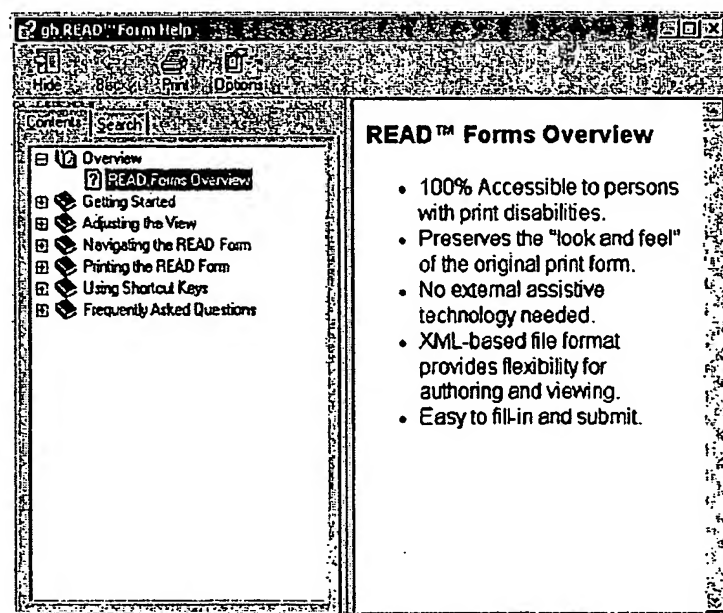 gh READ™ Form Help
Hide Back Print Options
Contents Search
Overview
READ Forms Overview
Getting Started
Adjusting the View
Navigating the READ Form
Printing the READ Form
Using Shortcut Keys
Frequently Asked Questions
READ™ Forms Overview
• 100% Accessible to persons
with print disabilities.
• Preserves the "look and feel"
of the original print form.
• No external assistive
technology needed.
• XML-based file format
provides flexibility for
authoring and viewing.
• Easy to fill-in and submit.